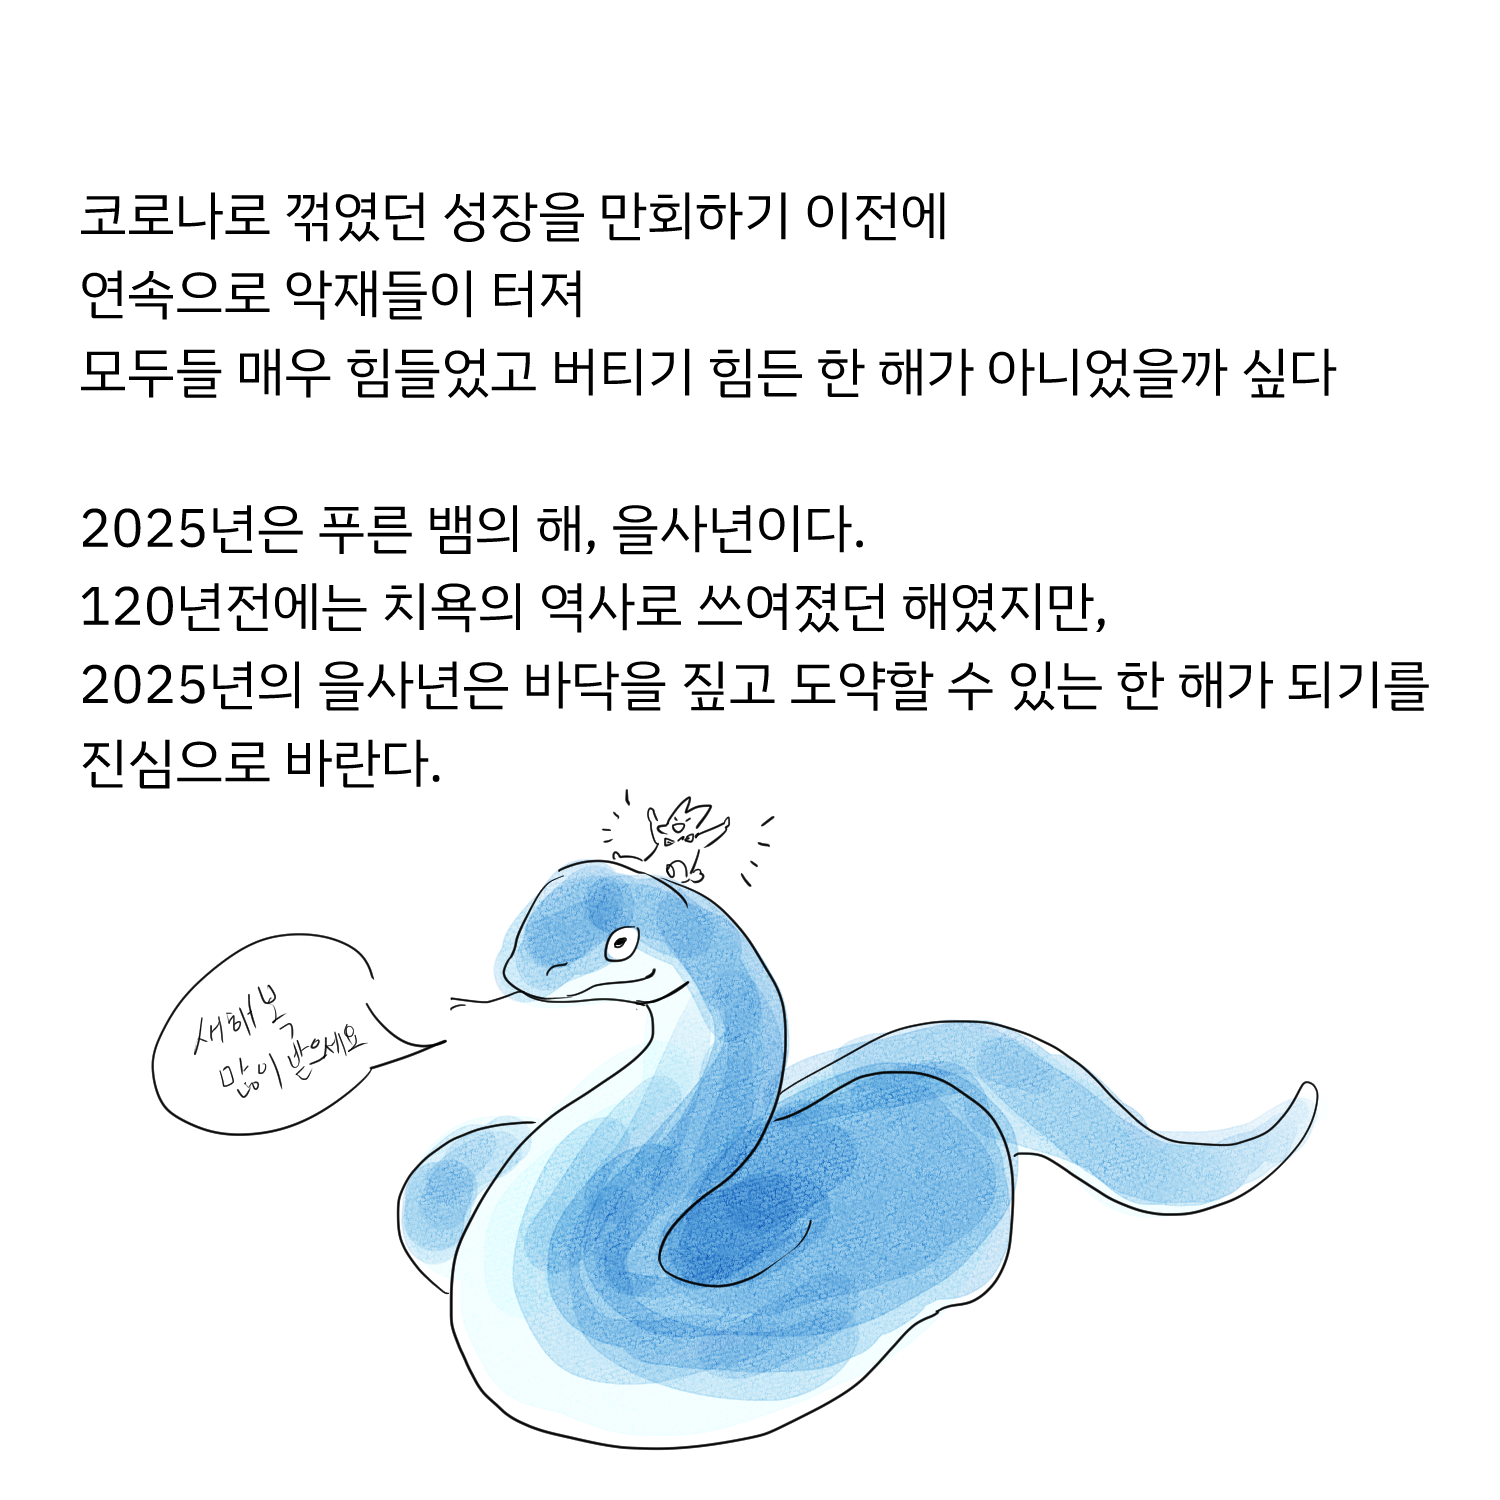 코로나로 꺾였던 성장을 만회하기 이전에
연속으로 악재들이 터져
모두들 매우 힘들었고 버티기 힘든 한 해가 아니었을까 싶다
2025년은 푸른 뱀의 해, 을사년이다.
120년전에는 치욕의 역사로 쓰여졌던 해였지만,
2025년의 을사년은 바닥을 짚고 도약할 수 있는 한 해가 되기를
진심으로 바란다.
새해 복
많이 받으세요